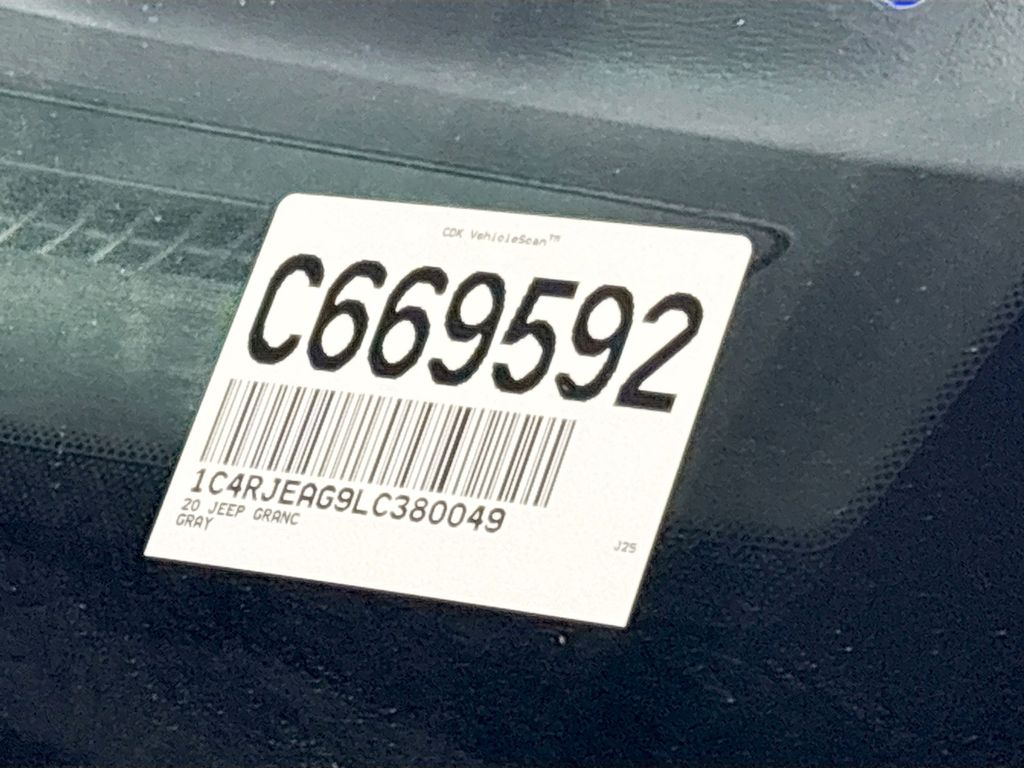 CDK VehicleScan™
C669592
1C4RJEAG9LC380049
20 JEEP GRANC
GRAY
J25